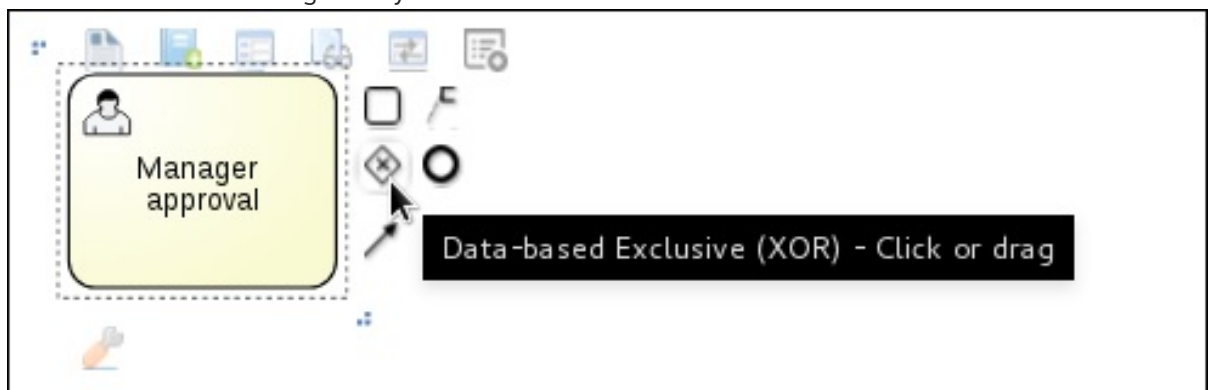 Manager
approval
Data-based Exclusive (XOR) - Click or drag